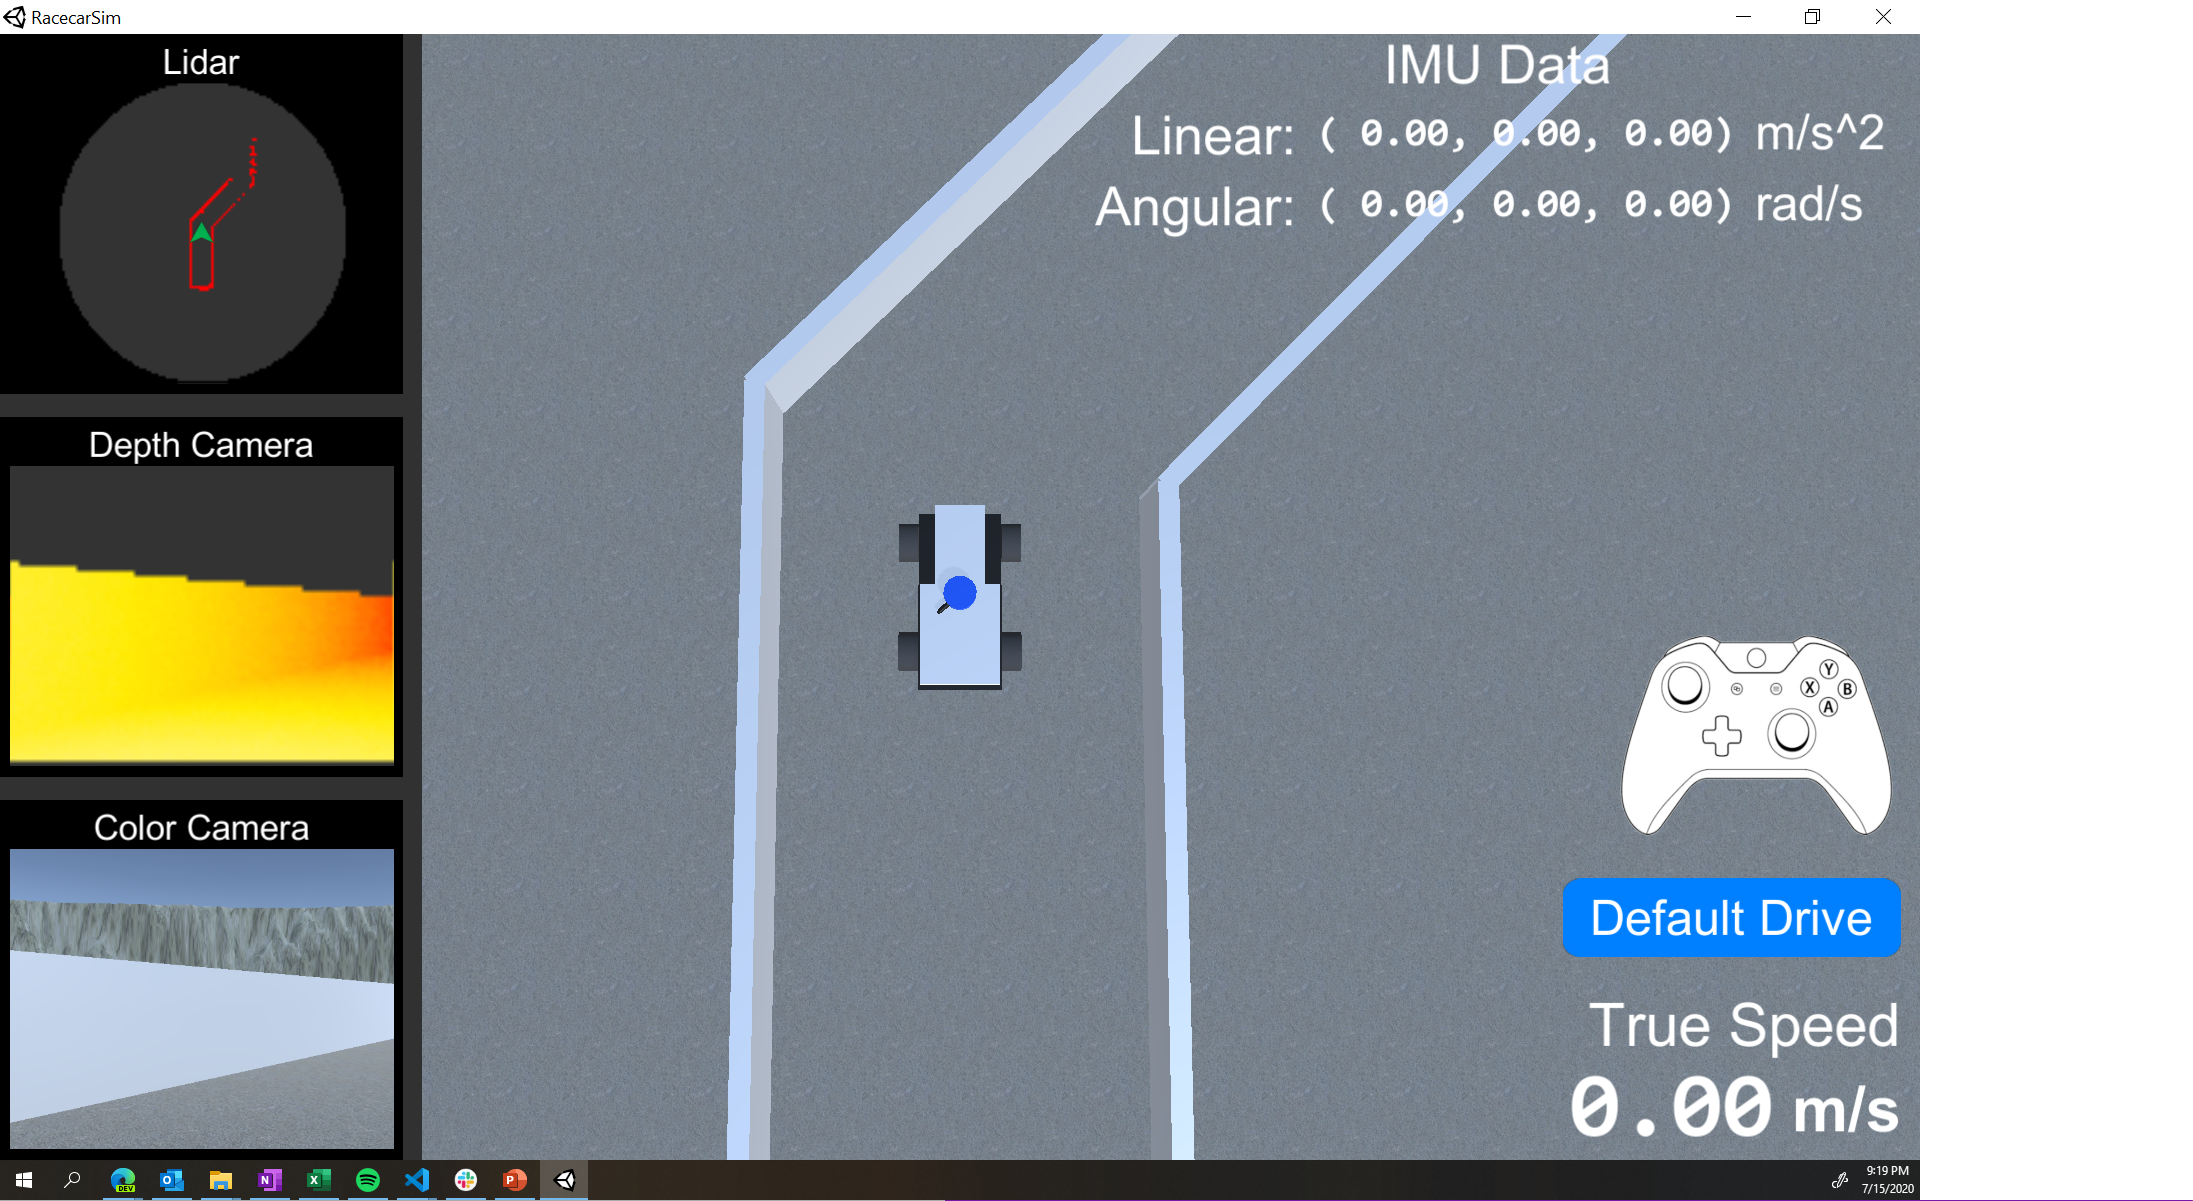 RacecarSim
Lidar
IMU Data
Linear: ( 0.00, 0.00, 0.00) m/s^2
Angular: ( 0.00, 0.00, 0.00) rad/s
Depth Camera
Y
X B
A
Color Camera
Default Drive
True Speed
0.00 m/s
DEV
O
N
X
P
9:19 PM
7/15/2020